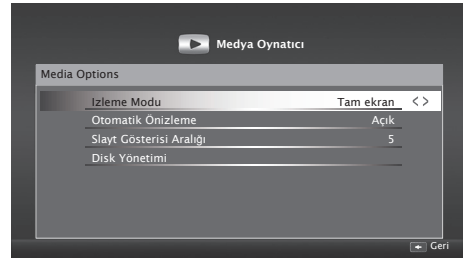 Medya Oynatıcı
Media Options
Izleme Modu Tam ekran < >
Otomatik Önizleme Açık
Slayt Gösterisi Aralığı 5
Disk Yönetimi
Geri